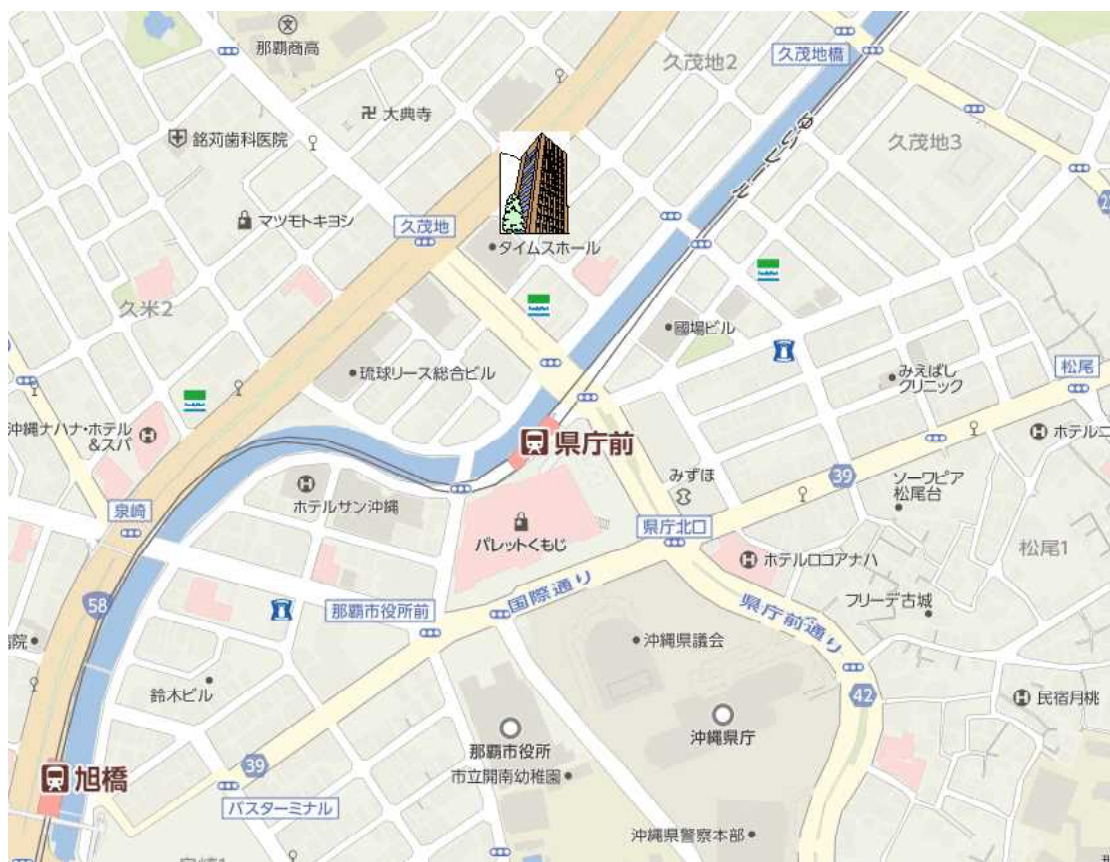 那覇商高
久茂地2
久茂地橋
卍 大典寺
銘苅歯科医院
ゆいレール
久茂地3
マツモトキヨシ
久茂地
タイムスホール
久米2
FamilyMart
FamilyMart
國場ビル
琉球リース総合ビル
みえばし
クリニック
松尾
FamilyMart
沖縄ナハナ・ホテル
&スパ
県庁前
みずほ
39
ソーワピア
松尾台
ホテルサン沖縄
泉崎
パレットくもじ
県庁北口
松尾1
ホテルロコアナハ
58
国際通り
県庁前通り
フリーデ古城
那覇市役所前
沖縄県議会
鈴木ビル
42
民宿月桃
那覇市役所
沖縄県庁
39
旭橋
市立開南幼稚園
バスターミナル
沖縄県警察本部